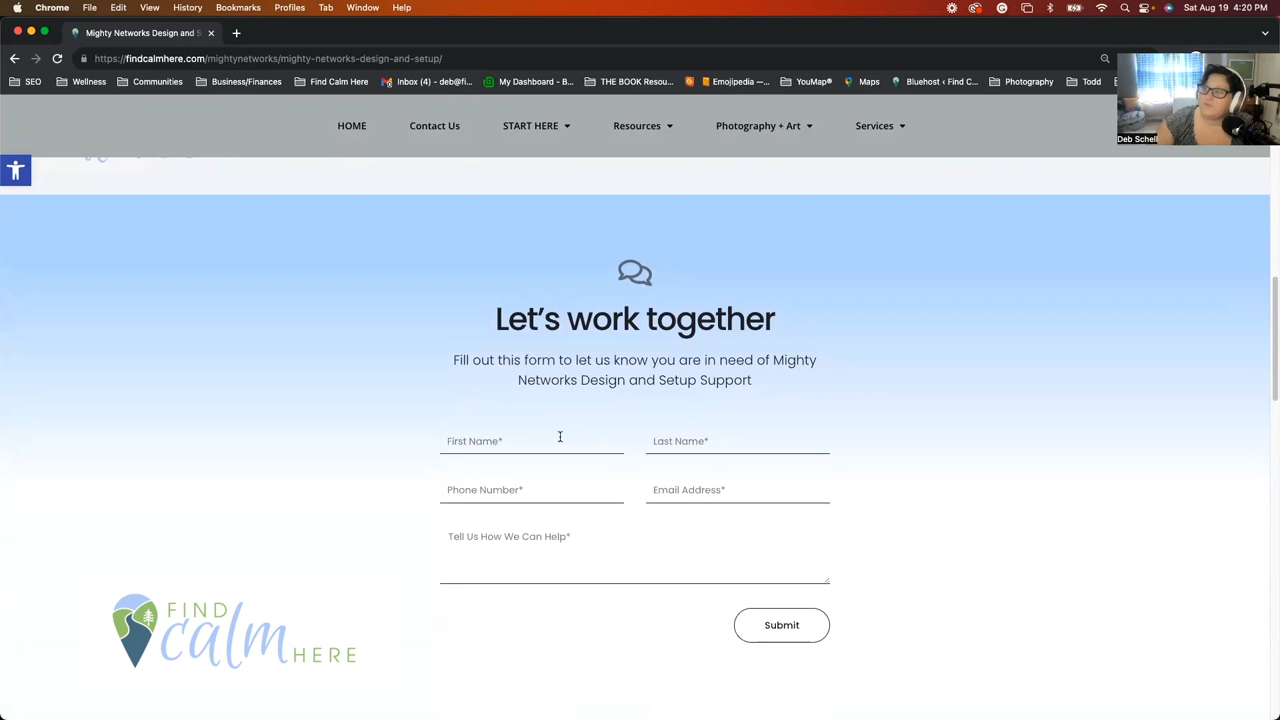 Chrome File Edit View History Bookmarks Profiles Tab Window Help Sat Aug 19 4:20 PM
Mighty Networks Design and S
https://findcalmhere.com/mightynetworks/mighty-networks-design-and-setup/
SEO Wellness Communities Business/Finances Find Calm Here Inbox (4) - deb@fi... My Dashboard - B... THE BOOK Resou... Emojipedia —... YouMap® Maps Bluehost ‹ Find C... Photography Todd
Deb Schell
HOME Contact Us START HERE Resources Photography + Art Services
Let's work together
Fill out this form to let us know you are in need of Mighty
Networks Design and Setup Support
First Name* Last Name*
Phone Number* Email Address*
Tell Us How We Can Help*
Submit
FIND
calm
HERE